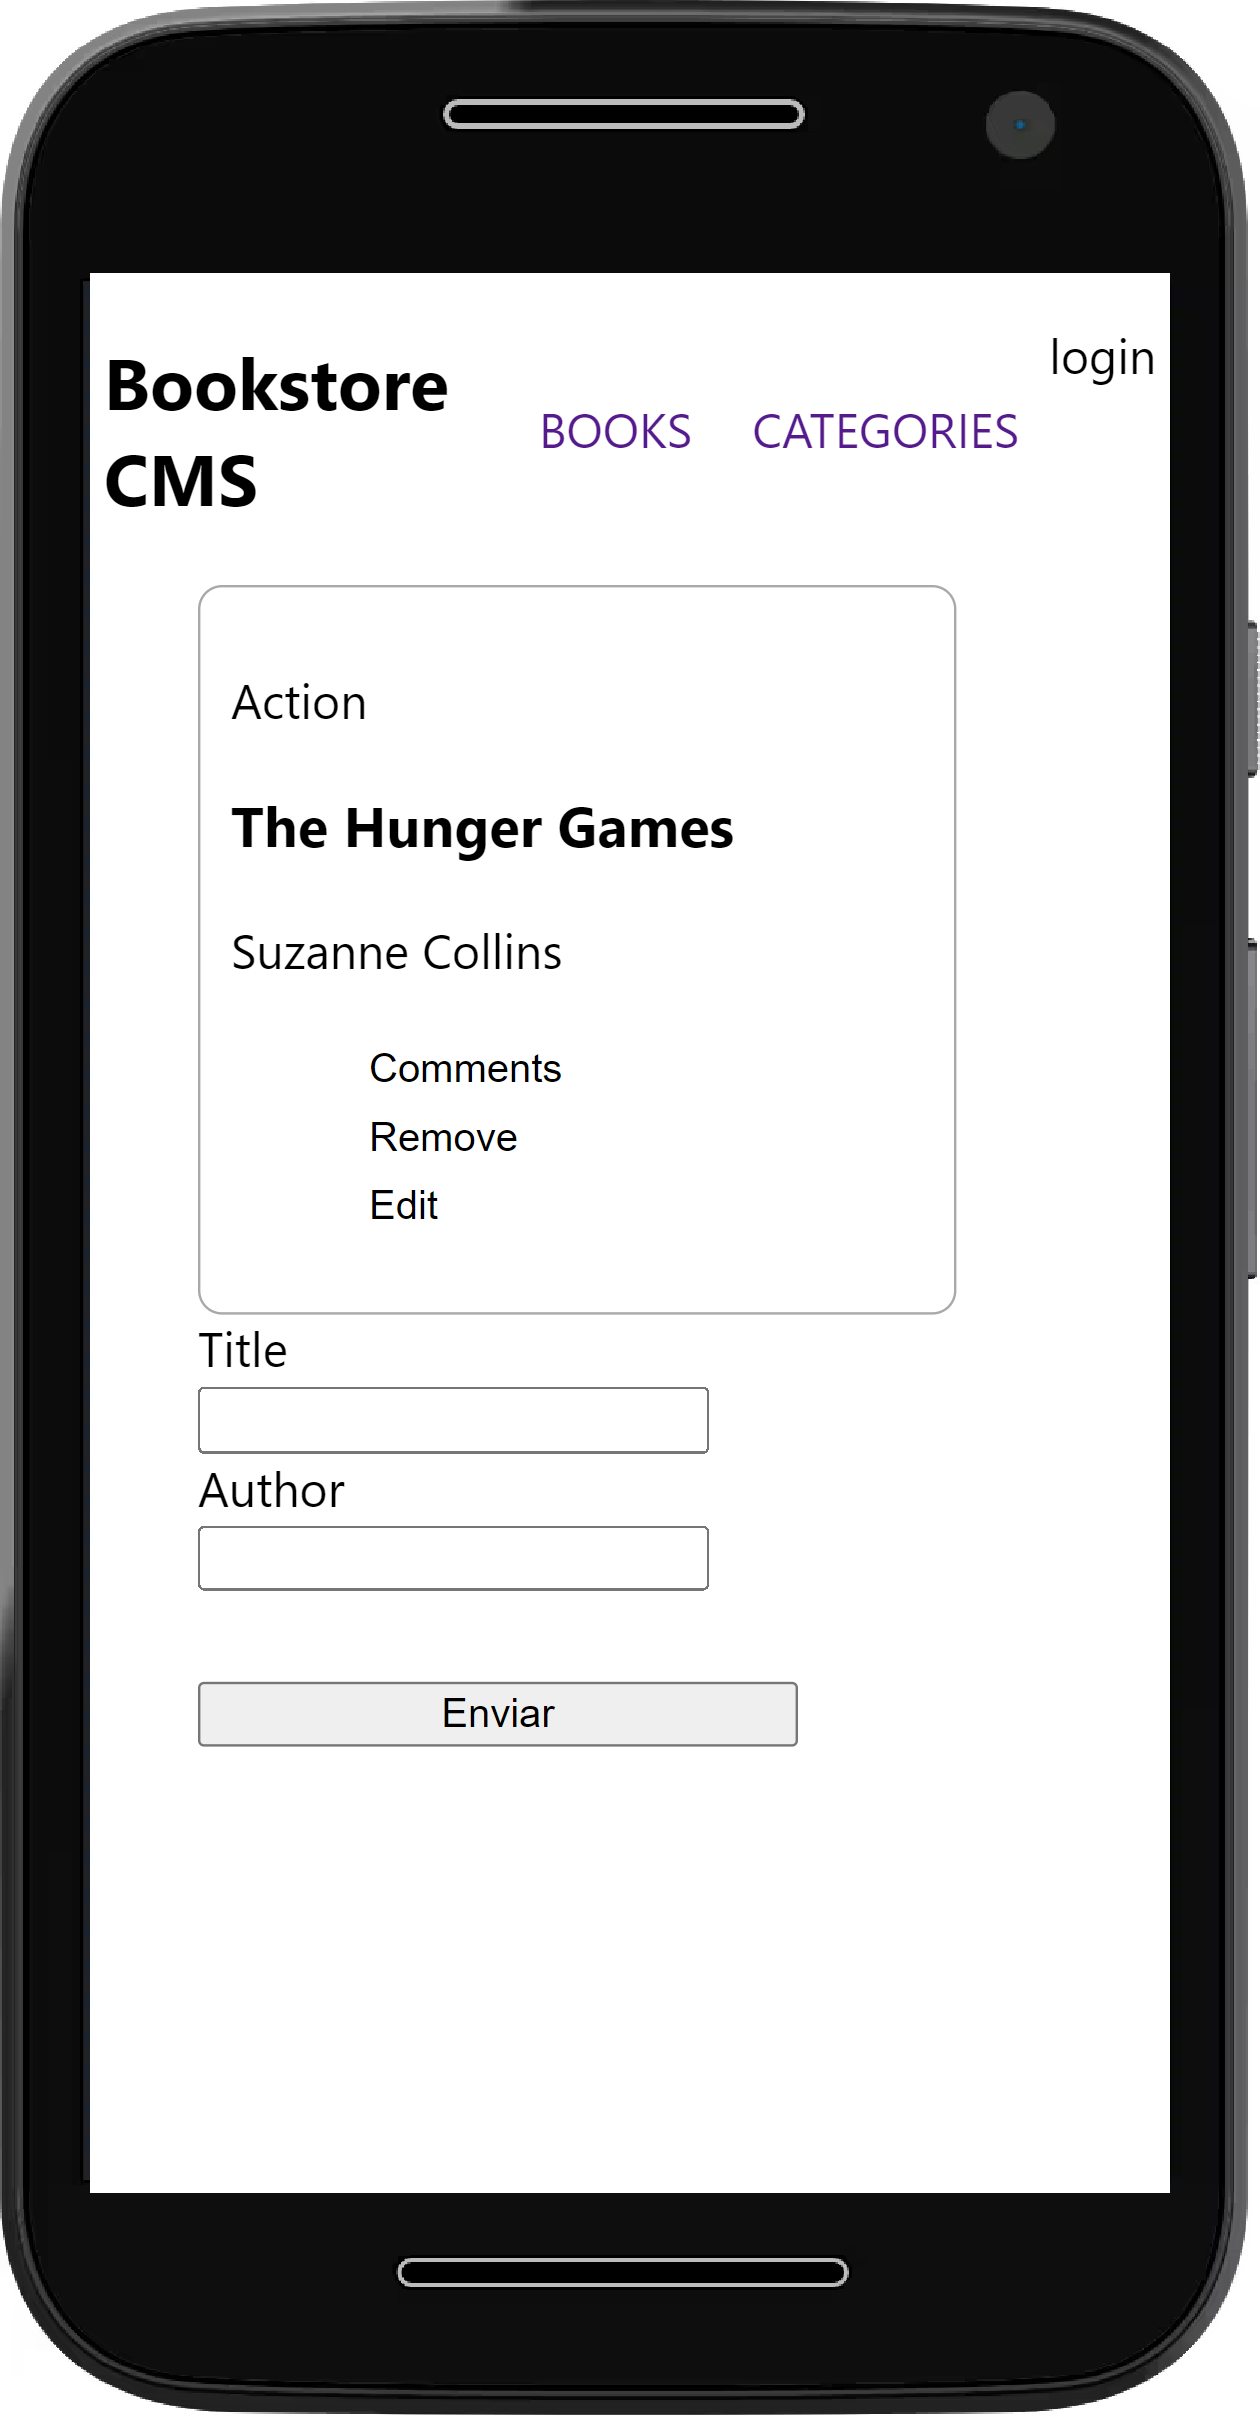 Bookstore
CMS
BOOKS CATEGORIES
login
Action
The Hunger Games
Suzanne Collins
Comments
Remove
Edit
Title
Author
Enviar